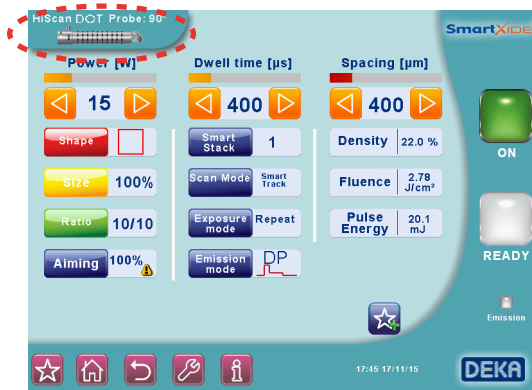 HiScan DOT Probe: 90°
SmartXIDE
Power [W]
Dwell time [µs]
Spacing [µm]
15
400
400
Shape
Smart Stack
1
Density
22.0 %
Size
100%
Scan Mode
Smart Track
Fluence
2.78 J/cm²
Ratio
10/10
Exposure mode
Repeat
Pulse Energy
20.1 mJ
Aiming
100%
Emission mode
DP
ON
READY
Emission
17:45 17/11/15
DEKA